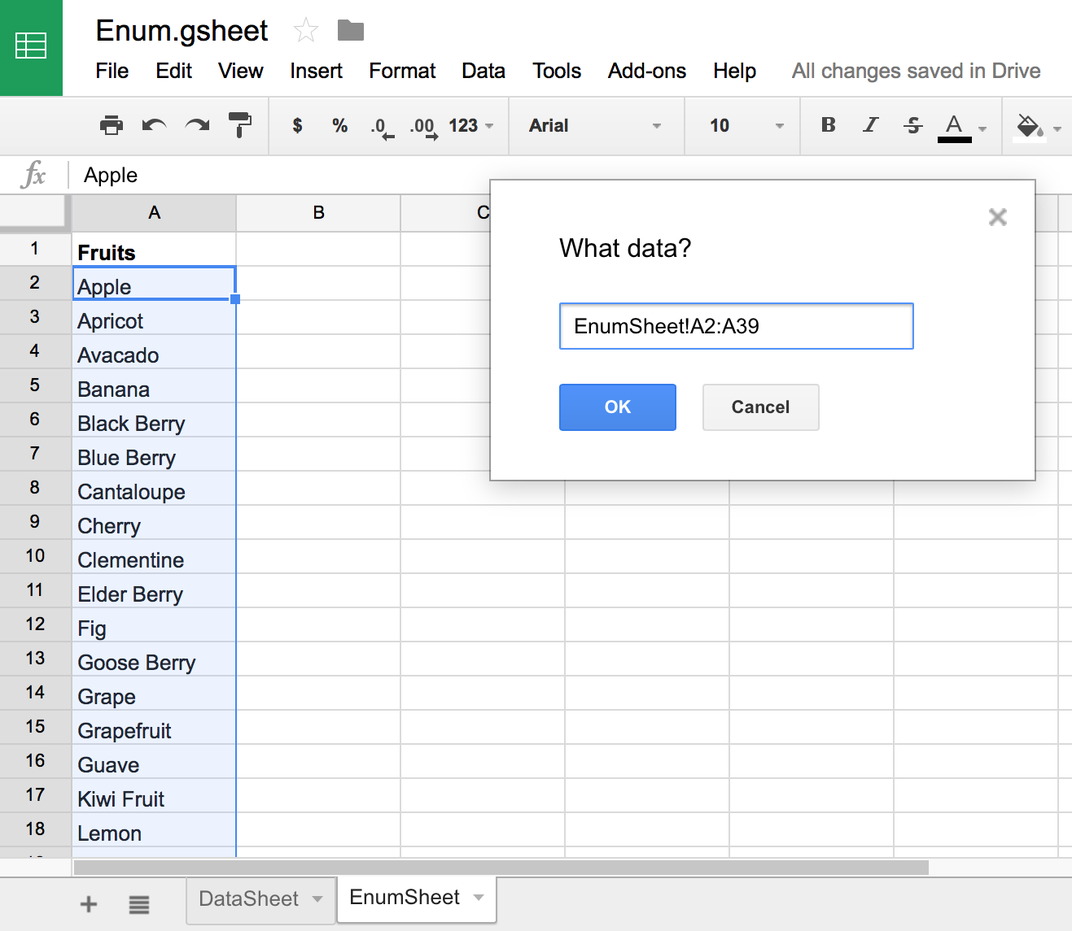 Enum.gsheet
File Edit View Insert Format Data Tools Add-ons Help All changes saved in Drive
$ % .0 .00 123 Arial 10 B I S A
fx Apple
A B C
What data?
EnumSheet!A2:A39
OK Cancel
1 Fruits
2 Apple
3 Apricot
4 Avacado
5 Banana
6 Black Berry
7 Blue Berry
8 Cantaloupe
9 Cherry
10 Clementine
11 Elder Berry
12 Fig
13 Goose Berry
14 Grape
15 Grapefruit
16 Guave
17 Kiwi Fruit
18 Lemon
DataSheet EnumSheet